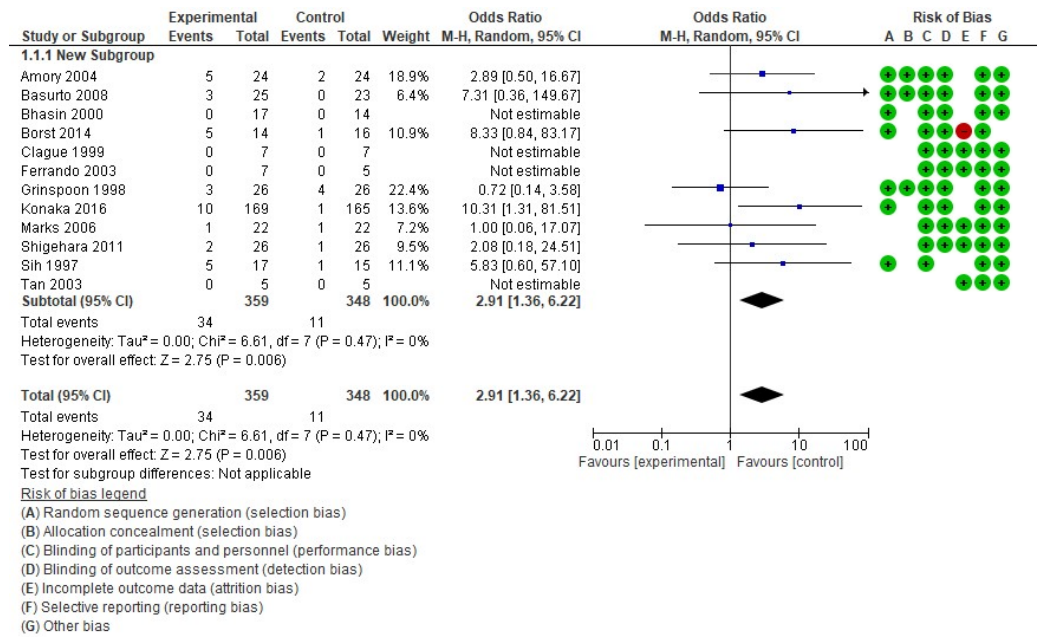 Experimental Control Odds Ratio Odds Ratio Risk of Bias
Study or Subgroup Events Total Events Total Weight M-H, Random, 95% CI M-H, Random, 95% CI A B C D E F G
1.1.1 New Subgroup
Amory 2004 5 24 2 24 18.9% 2.89 [0.50, 16.67]
Basurto 2008 3 25 0 23 6.4% 7.31 [0.36, 149.67]
Bhasin 2000 0 17 0 14 Not estimable
Borst 2014 5 14 1 16 10.9% 8.33 [0.84, 83.17]
Clague 1999 0 7 0 7 Not estimable
Ferrando 2003 0 7 0 5 Not estimable
Grinspoon 1998 3 26 4 26 22.4% 0.72 [0.14, 3.58]
Konaka 2016 10 169 1 165 13.6% 10.31 [1.31, 81.51]
Marks 2006 1 22 1 22 7.2% 1.00 [0.06, 17.07]
Shigehara 2011 2 26 1 26 9.5% 2.08 [0.18, 24.51]
Sih 1997 5 17 1 15 11.1% 5.83 [0.60, 57.10]
Tan 2003 0 5 0 5 Not estimable
Subtotal (95% CI) 359 348 100.0% 2.91 [1.36, 6.22]
Total events 34 11
Heterogeneity: Tau² = 0.00; Chi² = 6.61, df = 7 (P = 0.47); I² = 0%
Test for overall effect: Z = 2.75 (P = 0.006)
Total (95% CI) 359 348 100.0% 2.91 [1.36, 6.22]
Total events 34 11
Heterogeneity: Tau² = 0.00; Chi² = 6.61, df = 7 (P = 0.47); I² = 0%
Test for overall effect: Z = 2.75 (P = 0.006)
Test for subgroup differences: Not applicable
0.01 0.1 1 10 100
Favours [experimental] Favours [control]
Risk of bias legend
(A) Random sequence generation (selection bias)
(B) Allocation concealment (selection bias)
(C) Blinding of participants and personnel (performance bias)
(D) Blinding of outcome assessment (detection bias)
(E) Incomplete outcome data (attrition bias)
(F) Selective reporting (reporting bias)
(G) Other bias